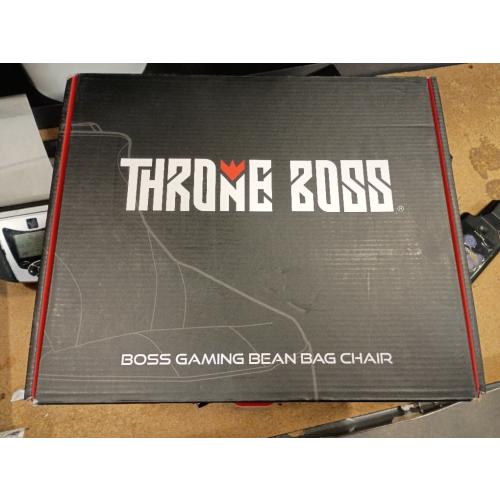 THRONE BOSS®
BOSS GAMING BEAN BAG CHAIR